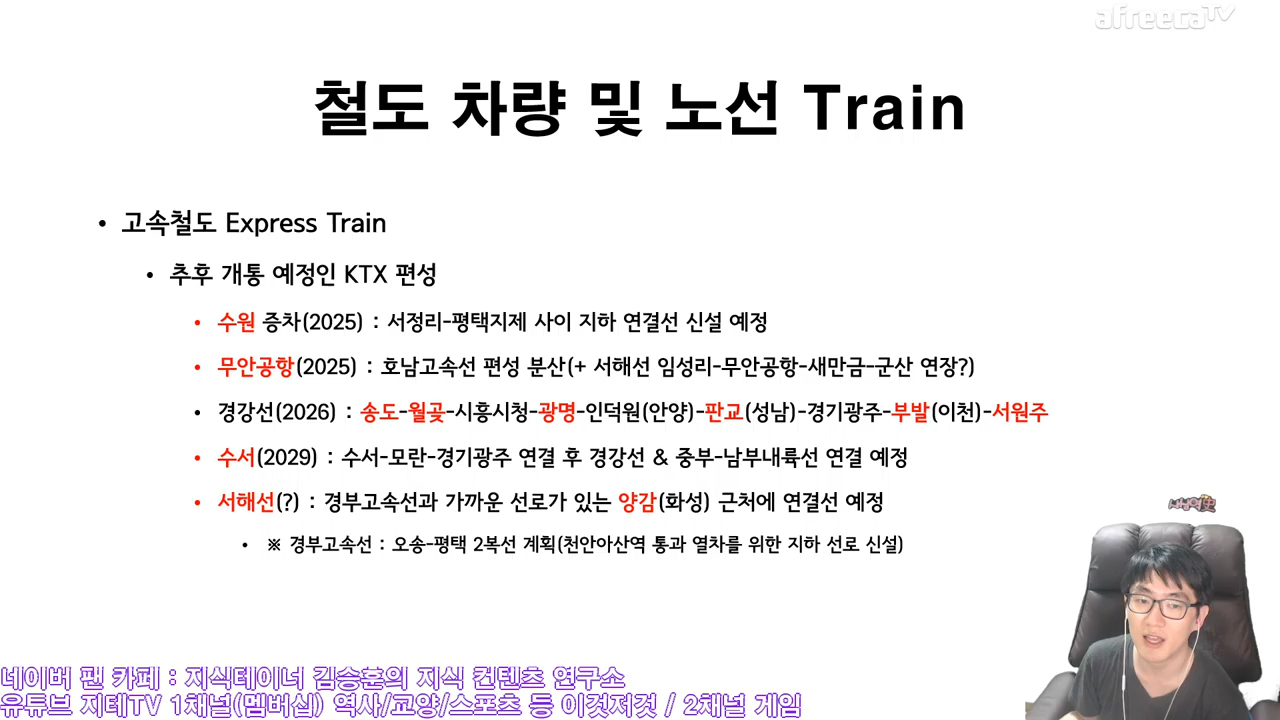 afreecaTV
철도 차량 및 노선 Train
• 고속철도 Express Train
• 추후 개통 예정인 KTX 편성
• 수원 증차(2025) : 서정리-평택지제 사이 지하 연결선 신설 예정
• 무안공항(2025) : 호남고속선 편성 분산(+ 서해선 임성리-무안공항-새만금-군산 연장?)
• 경강선(2026) : 송도-월곶-시흥시청-광명-인덕원(안양)-판교(성남)-경기광주-부발(이천)-서원주
• 수서(2029) : 수서-모란-경기광주 연결 후 경강선 & 중부-남부내륙선 연결 예정
• 서해선(?) : 경부고속선과 가까운 선로가 있는 양감(화성) 근처에 연결선 예정
• ※ 경부고속선 : 오송-평택 2복선 계획(천안아산역 통과 열차를 위한 지하 선로 신설)
네이버 팬 카페 : 지식테이너 김승훈의 지식 컨텐츠 연구소
유튜브 지테TV 1채널(멤버십) 역사/교양/스포츠 등 이것저것 / 2채널 게임